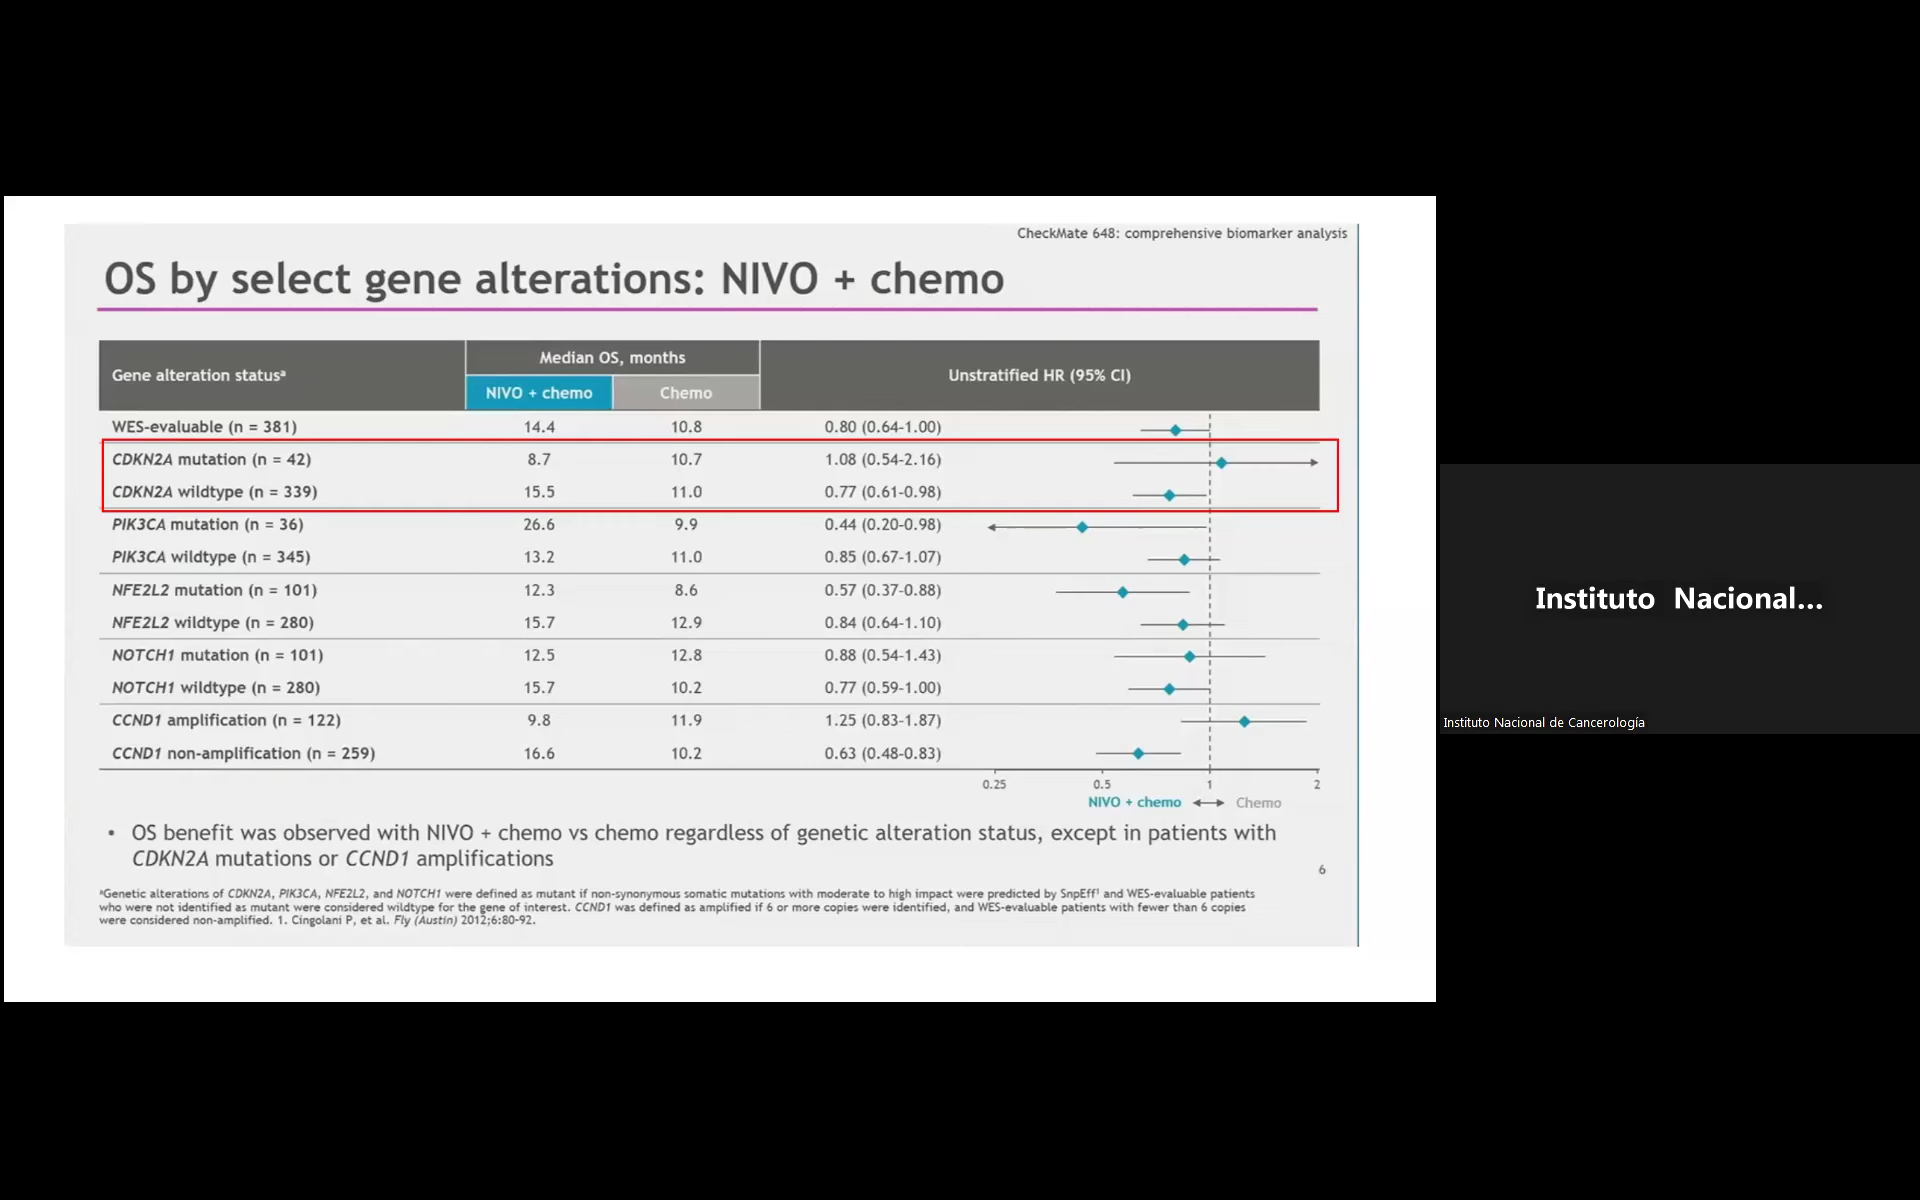 CheckMate 648: comprehensive biomarker analysis
OS by select gene alterations: NIVO + chemo
Gene alteration statusᵃ
Median OS, months
NIVO + chemo
Chemo
Unstratified HR (95% CI)
WES-evaluable (n = 381) 14.4 10.8 0.80 (0.64-1.00)
CDKN2A mutation (n = 42) 8.7 10.7 1.08 (0.54-2.16)
CDKN2A wildtype (n = 339) 15.5 11.0 0.77 (0.61-0.98)
PIK3CA mutation (n = 36) 26.6 9.9 0.44 (0.20-0.98)
PIK3CA wildtype (n = 345) 13.2 11.0 0.85 (0.67-1.07)
NFE2L2 mutation (n = 101) 12.3 8.6 0.57 (0.37-0.88)
NFE2L2 wildtype (n = 280) 15.7 12.9 0.84 (0.64-1.10)
NOTCH1 mutation (n = 101) 12.5 12.8 0.88 (0.54-1.43)
NOTCH1 wildtype (n = 280) 15.7 10.2 0.77 (0.59-1.00)
CCND1 amplification (n = 122) 9.8 11.9 1.25 (0.83-1.87)
CCND1 non-amplification (n = 259) 16.6 10.2 0.63 (0.48-0.83)
0.25 0.5 1 2
NIVO + chemo Chemo
• OS benefit was observed with NIVO + chemo vs chemo regardless of genetic alteration status, except in patients with
CDKN2A mutations or CCND1 amplifications
6
ᵃGenetic alterations of CDKN2A, PIK3CA, NFE2L2, and NOTCH1 were defined as mutant if non-synonymous somatic mutations with moderate to high impact were predicted by SnpEff¹ and WES-evaluable patients
who were not identified as mutant were considered wildtype for the gene of interest. CCND1 was defined as amplified if 6 or more copies were identified, and WES-evaluable patients with fewer than 6 copies
were considered non-amplified. 1. Cingolani P, et al. Fly (Austin) 2012;6:80-92.
Instituto Nacional...
Instituto Nacional de Cancerología